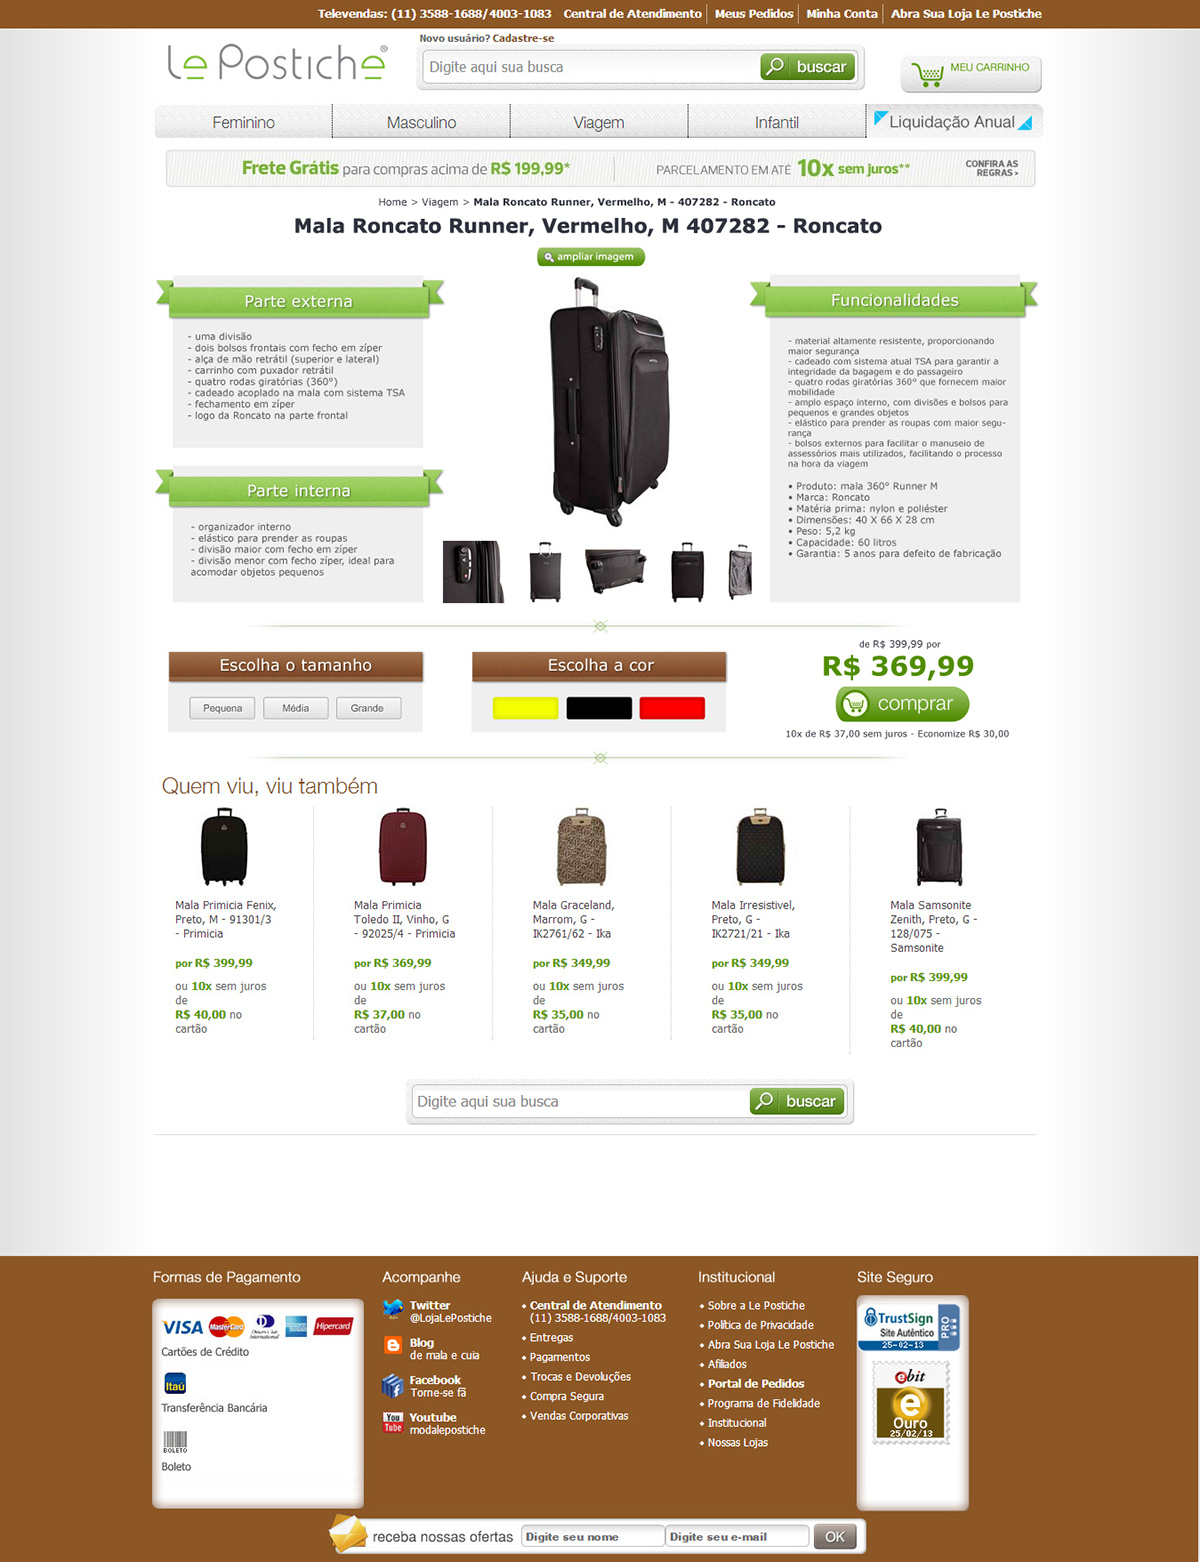 Televendas: (11) 3588-1688/4003-1083 Central de Atendimento Meus Pedidos Minha Conta Abra Sua Loja Le Postiche
Novo usuário? Cadastre-se
Le Postiche®
Digite aqui sua busca
buscar
MEU CARRINHO
Feminino
Masculino
Viagem
Infantil
Liquidação Anual
Frete Grátis para compras acima de R$ 199,99*
PARCELAMENTO EM ATÉ 10x sem juros**
CONFIRA AS
REGRAS >
Home > Viagem > Mala Roncato Runner, Vermelho, M - 407282 - Roncato
Mala Roncato Runner, Vermelho, M 407282 - Roncato
ampliar imagem
Parte externa
- uma divisão
- dois bolsos frontais com fecho em zíper
- alça de mão retrátil (superior e lateral)
- carrinho com puxador retrátil
- quatro rodas giratórias (360°)
- cadeado acoplado na mala com sistema TSA
- fechamento em zíper
- logo da Roncato na parte frontal
Parte interna
- organizador interno
- elástico para prender as roupas
- divisão maior com fecho em zíper
- divisão menor com fecho zíper, ideal para
acomodar objetos pequenos
Funcionalidades
- material altamente resistente, proporcionando
maior segurança
- cadeado com sistema atual TSA para garantir a
integridade da bagagem e do passageiro
- quatro rodas giratórias 360° que fornecem maior
mobilidade
- amplo espaço interno, com divisões e bolsos para
pequenos e grandes objetos
- elástico para prender as roupas com maior segu-
rança
- bolsos externos para facilitar o manuseio de
assessórios mais utilizados, facilitando o processo
na hora da viagem
• Produto: mala 360° Runner M
• Marca: Roncato
• Matéria prima: nylon e poliéster
• Dimensões: 40 X 66 X 28 cm
• Peso: 5,2 kg
• Capacidade: 60 litros
• Garantia: 5 anos para defeito de fabricação
Escolha o tamanho
Pequena
Média
Grande
Escolha a cor
de R$ 399,99 por
R$ 369,99
comprar
10x de R$ 37,00 sem juros - Economize R$ 30,00
Quem viu, viu também
Mala Primicia Fenix,
Preto, M - 91301/3
- Primicia
por R$ 399,99
ou 10x sem juros
de
R$ 40,00 no
cartão
Mala Primicia
Toledo II, Vinho, G
- 92025/4 - Primicia
por R$ 369,99
ou 10x sem juros
de
R$ 37,00 no
cartão
Mala Graceland,
Marrom, G -
IK2761/62 - Ika
por R$ 349,99
ou 10x sem juros
de
R$ 35,00 no
cartão
Mala Irresistivel,
Preto, G -
IK2721/21 - Ika
por R$ 349,99
ou 10x sem juros
de
R$ 35,00 no
cartão
Mala Samsonite
Zenith, Preto, G -
128/075 -
Samsonite
por R$ 399,99
ou 10x sem juros
de
R$ 40,00 no
cartão
Digite aqui sua busca
buscar
Formas de Pagamento
VISA
MasterCard
Diners Club
International
Hipercard
Cartões de Crédito
Itaú
Transferência Bancária
BOLETO
Boleto
Acompanhe
Twitter
@LojaLePostiche
Blog
de mala e cuia
Facebook
Torne-se fã
You
Tube
Youtube
modalepostiche
Ajuda e Suporte
• Central de Atendimento
(11) 3588-1688/4003-1083
• Entregas
• Pagamentos
• Trocas e Devoluções
• Compra Segura
• Vendas Corporativas
Institucional
• Sobre a Le Postiche
• Política de Privacidade
• Abra Sua Loja Le Postiche
• Afiliados
• Portal de Pedidos
• Programa de Fidelidade
• Institucional
• Nossas Lojas
Site Seguro
TrustSign
Site Autêntico
PRO
25-02-13
ebit
e
Ouro
25/02/13
receba nossas ofertas
Digite seu nome
Digite seu e-mail
OK